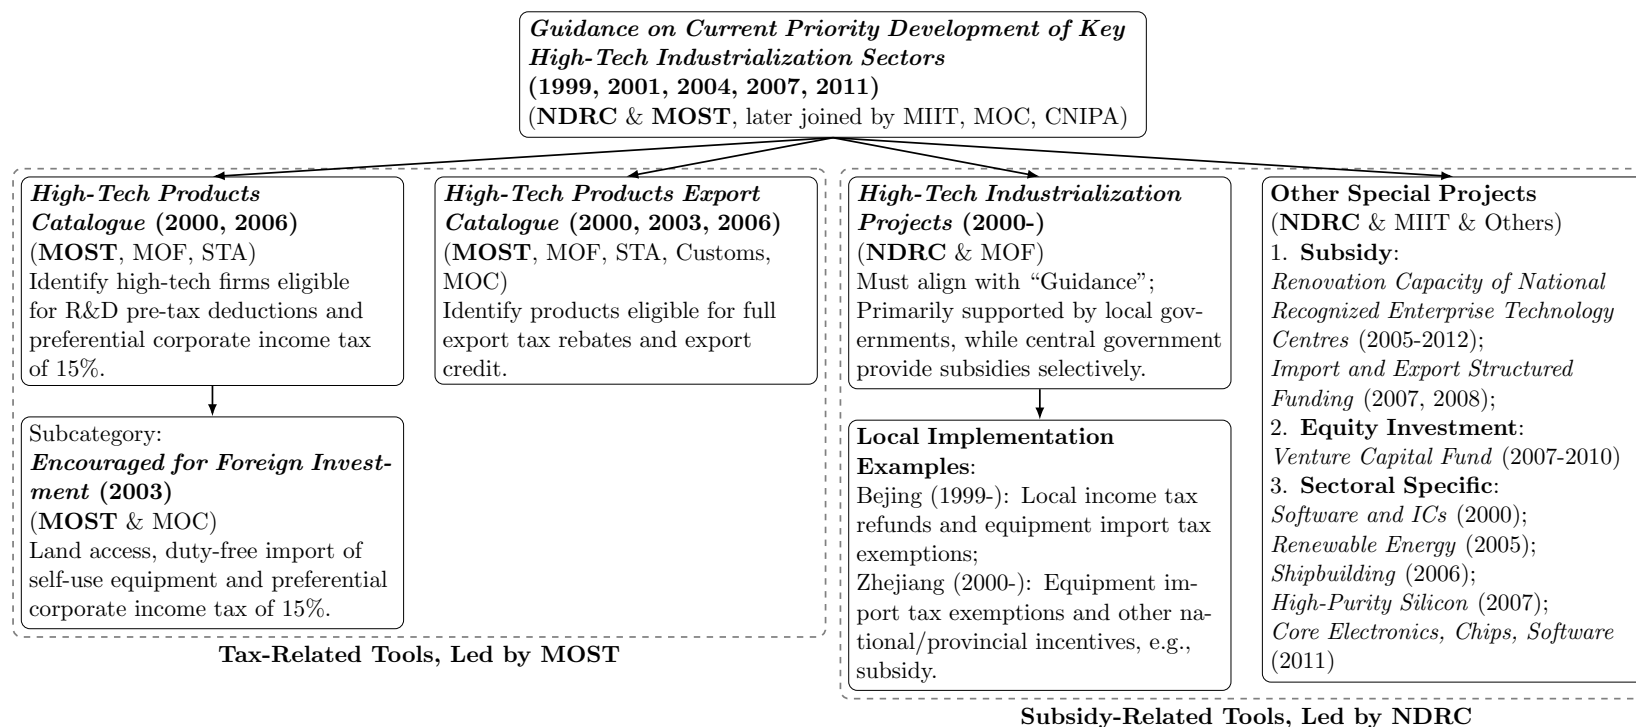 Guidance on Current Priority Development of Key
High-Tech Industrialization Sectors
(1999, 2001, 2004, 2007, 2011)
(NDRC & MOST, later joined by MIIT, MOC, CNIPA)
High-Tech Products
Catalogue (2000, 2006)
(MOST, MOF, STA)
Identify high-tech firms eligible
for R&D pre-tax deductions and
preferential corporate income tax
of 15%.
Subcategory:
Encouraged for Foreign Invest-
ment (2003)
(MOST & MOC)
Land access, duty-free import of
self-use equipment and preferential
corporate income tax of 15%.
High-Tech Products Export
Catalogue (2000, 2003, 2006)
(MOST, MOF, STA, Customs,
MOC)
Identify products eligible for full
export tax rebates and export
credit.
Tax-Related Tools, Led by MOST
High-Tech Industrialization
Projects (2000-)
(NDRC & MOF)
Must align with “Guidance”;
Primarily supported by local gov-
ernments, while central government
provide subsidies selectively.
Local Implementation
Examples:
Bejing (1999-): Local income tax
refunds and equipment import tax
exemptions;
Zhejiang (2000-): Equipment im-
port tax exemptions and other na-
tional/provincial incentives, e.g.,
subsidy.
Other Special Projects
(NDRC & MIIT & Others)
1. Subsidy:
Renovation Capacity of National
Recognized Enterprise Technology
Centres (2005-2012);
Import and Export Structured
Funding (2007, 2008);
2. Equity Investment:
Venture Capital Fund (2007-2010)
3. Sectoral Specific:
Software and ICs (2000);
Renewable Energy (2005);
Shipbuilding (2006);
High-Purity Silicon (2007);
Core Electronics, Chips, Software
(2011)
Subsidy-Related Tools, Led by NDRC